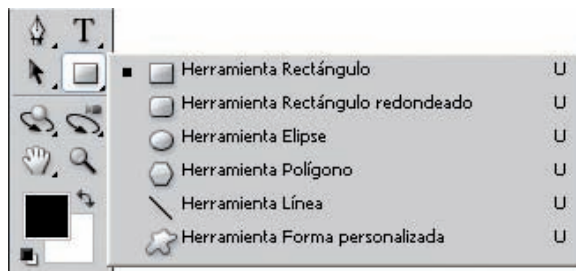 T
Herramienta Rectángulo U
Herramienta Rectángulo redondeado U
Herramienta Elipse U
Herramienta Polígono U
Herramienta Línea U
Herramienta Forma personalizada U